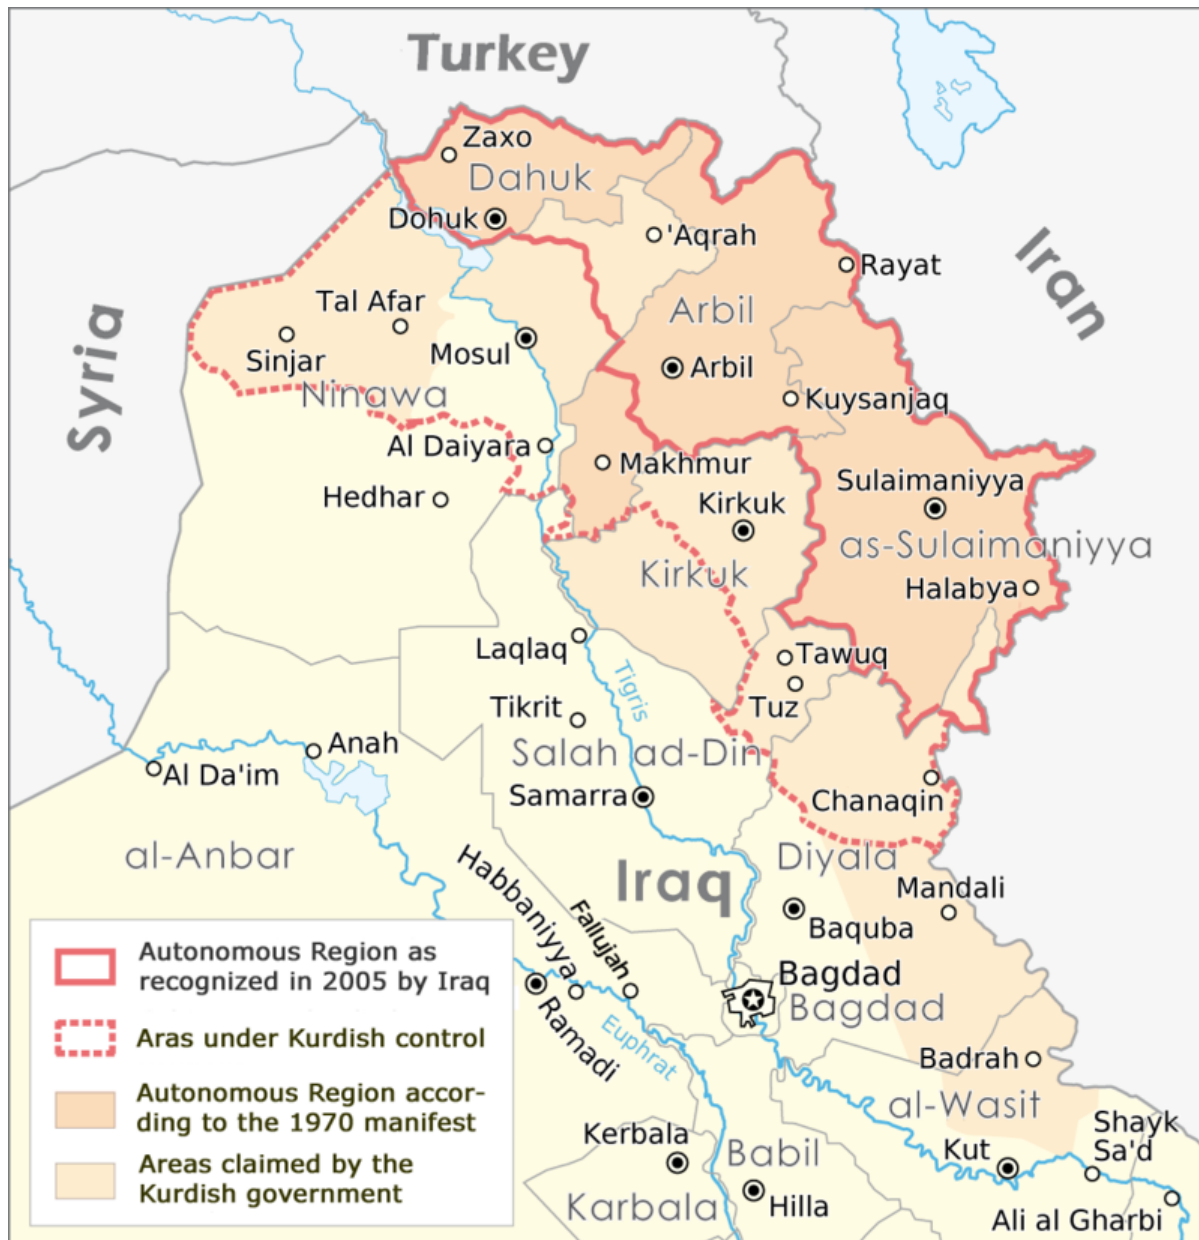 Turkey
Zaxo
Dahuk
Dohuk
'Aqrah
Rayat
Iran
Syria
Tal Afar
Sinjar
Mosul
Ninawa
Arbil
Arbil
Kuysanjaq
Al Daiyara
Makhmur
Hedhar
Kirkuk
Sulaimaniyya
as-Sulaimaniyya
Kirkuk
Halabya
Laqlaq
Tawuq
Tigris
Tikrit
Tuz
Salah ad-Din
Anah
Al Da'im
Samarra
Chanaqin
al-Anbar
Diyala
Iraq
Habbaniyya
Fallujah
Mandali
Baquba
Bagdad
Bagdad
Ramadi
Euphrat
Badrah
al-Wasit
Shayk
Sa'd
Kerbala
Babil
Kut
Karbala
Hilla
Ali al Gharbi
Autonomous Region as
recognized in 2005 by Iraq
Aras under Kurdish control
Autonomous Region accor-
ding to the 1970 manifest
Areas claimed by the
Kurdish government